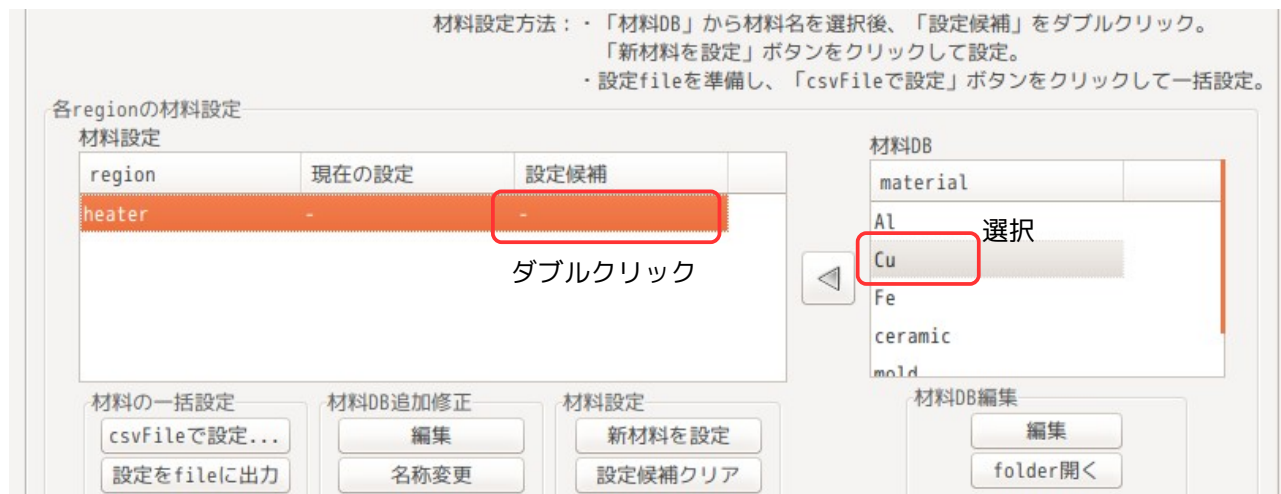 材料設定方法：・「材料DB」から材料名を選択後、「設定候補」をダブルクリック。
「新材料を設定」ボタンをクリックして設定。
・設定fileを準備し、「csvFileで設定」ボタンをクリックして一括設定。
各regionの材料設定
材料設定
region 現在の設定 設定候補
heater - -
ダブルクリック
材料DB
material
Al
選択
Cu
Fe
ceramic
mold
材料の一括設定 材料DB追加修正 材料設定 材料DB編集
csvFileで設定... 編集 新材料を設定 編集
設定をfileに出力 名称変更 設定候補クリア folder開く